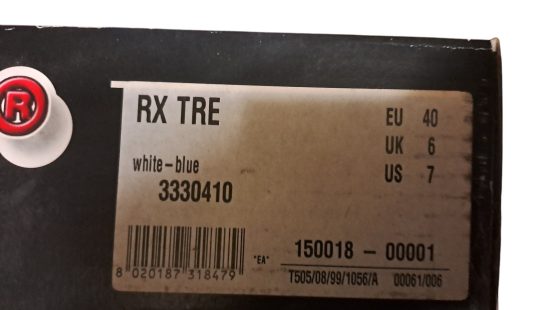 R
RX TRE
EU 40
UK 6
US 7
white-blue
3330410
8 020187 318479
"EA"
150018 - 00001
T505/08/99/1056/A 00061/006